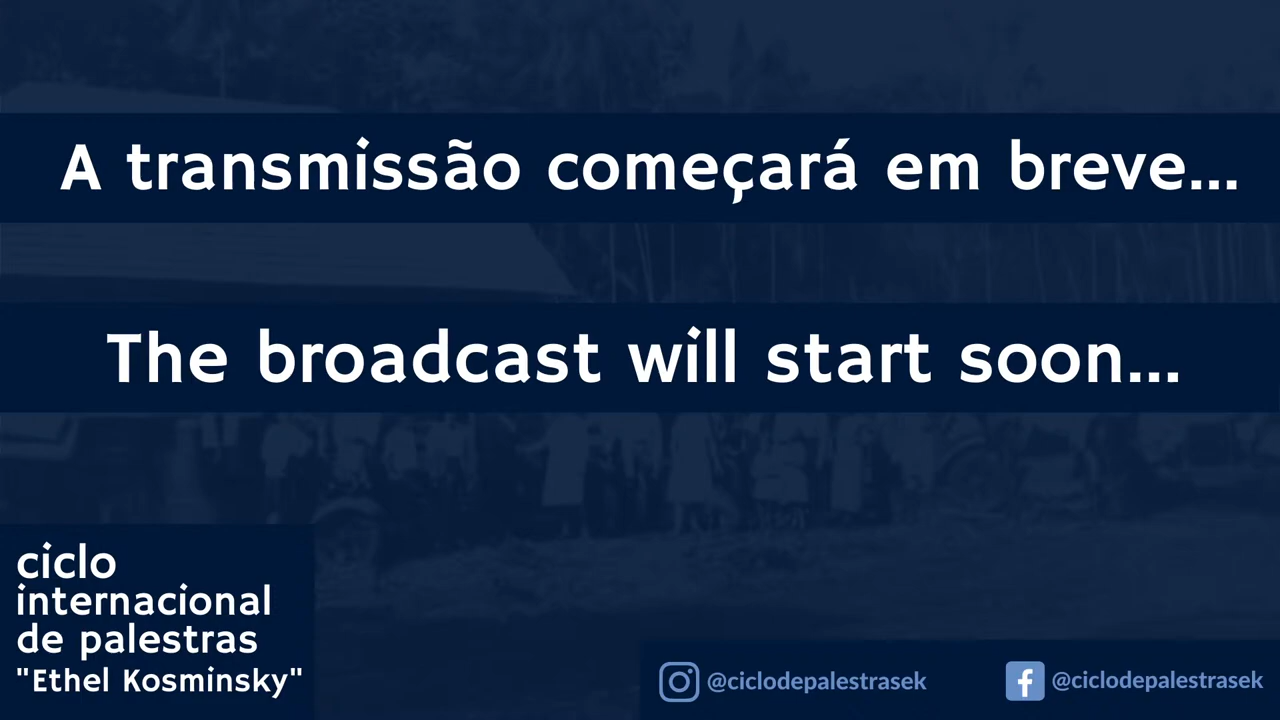 A transmissão começará em breve...
The broadcast will start soon...
ciclo
internacional
de palestras
"Ethel Kosminsky"
@ciclodepalestrasek
@ciclodepalestrasek